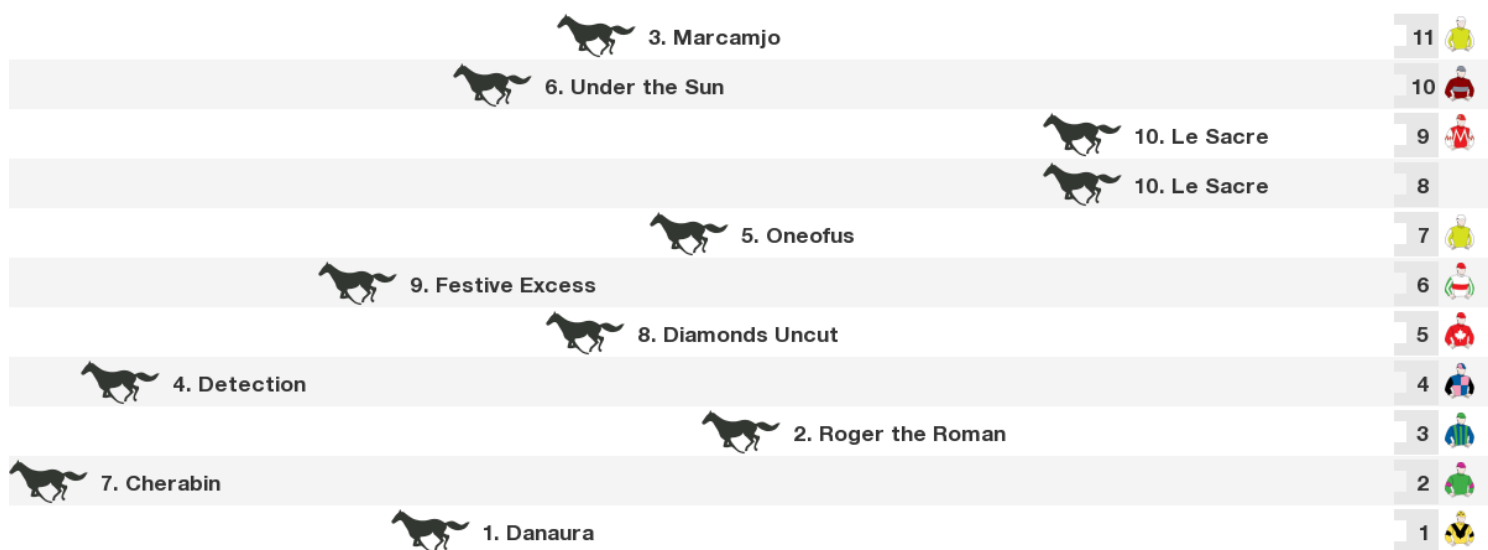 3. Marcamjo 11
6. Under the Sun 10
10. Le Sacre 9
10. Le Sacre 8
5. Oneofus 7
9. Festive Excess 6
8. Diamonds Uncut 5
4. Detection 4
2. Roger the Roman 3
7. Cherabin 2
1. Danaura 1